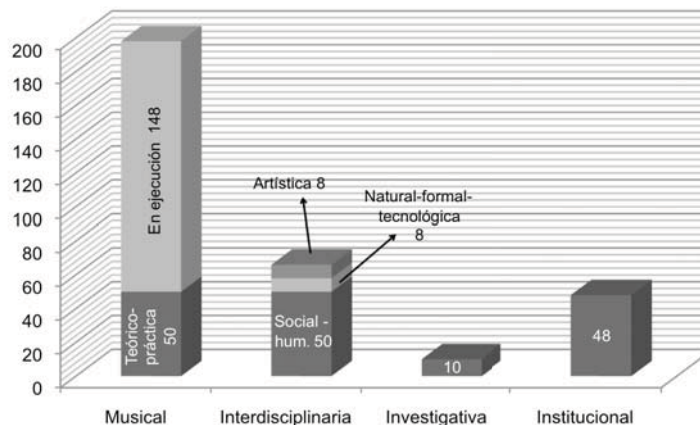 200
180
160
140
120
100
80
60
40
20
0
En ejecución 148
Teórico-
práctica
50
Artística 8
Natural-formal-
tecnológica
8
Social -
hum. 50
10
48
Musical
Interdisciplinaria
Investigativa
Institucional